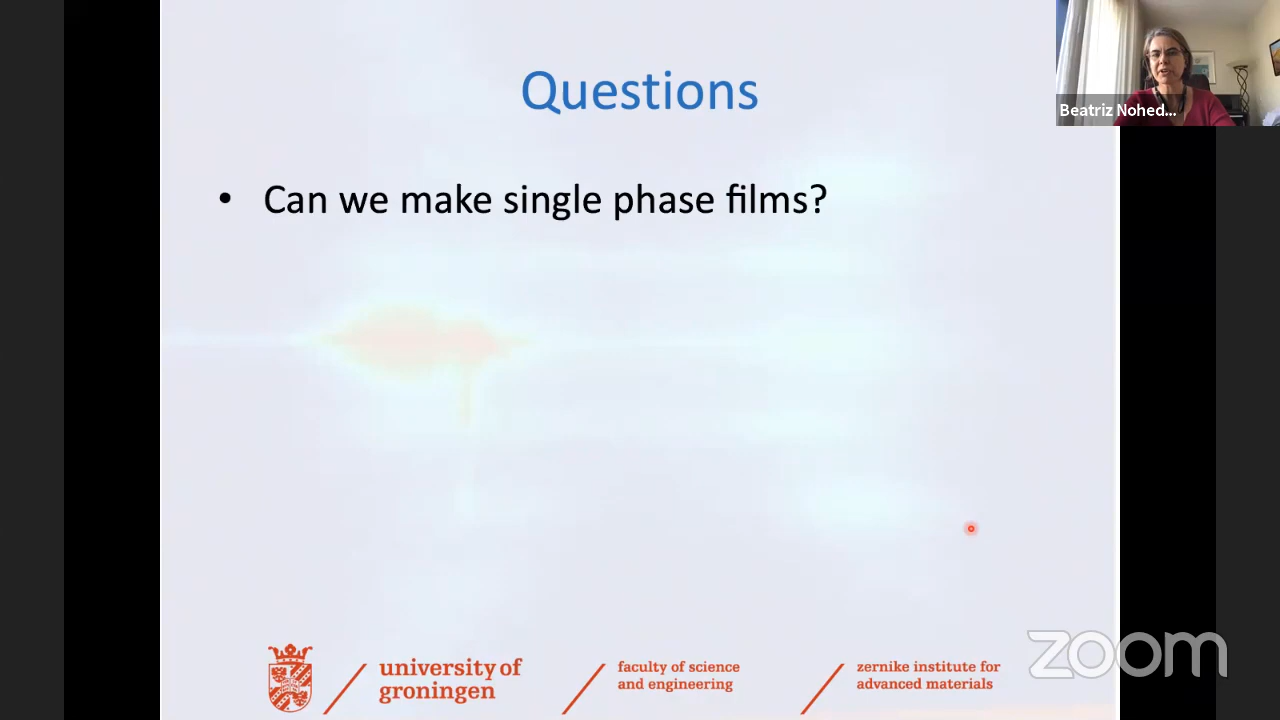 Questions
Beatriz Nohed...
• Can we make single phase films?
university of
groningen
faculty of science
and engineering
zernike institute for
advanced materials
zoom